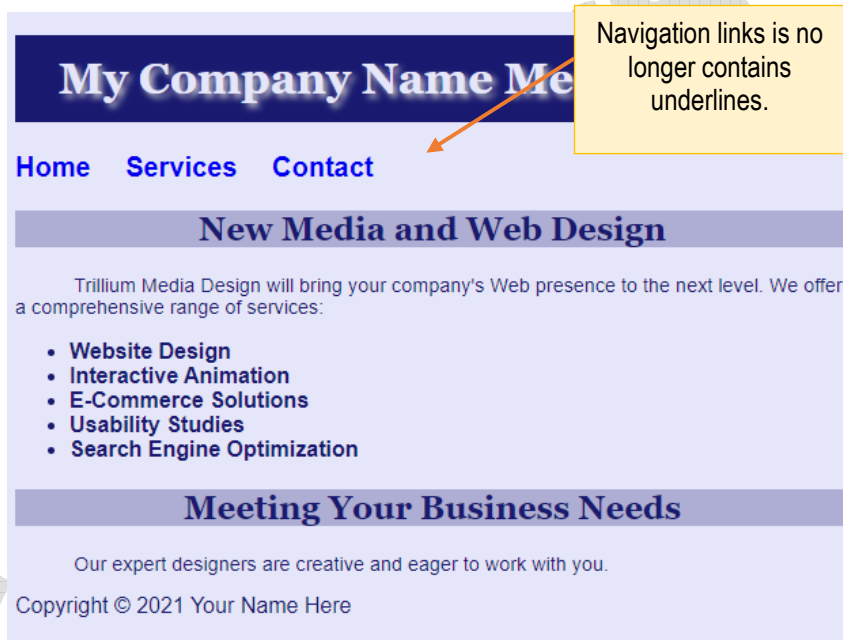 Navigation links is no
longer contains
underlines.
My Company Name Me
Home Services Contact
New Media and Web Design
Trillium Media Design will bring your company's Web presence to the next level. We offer
a comprehensive range of services:
• Website Design
• Interactive Animation
• E-Commerce Solutions
• Usability Studies
• Search Engine Optimization
Meeting Your Business Needs
Our expert designers are creative and eager to work with you.
Copyright © 2021 Your Name Here